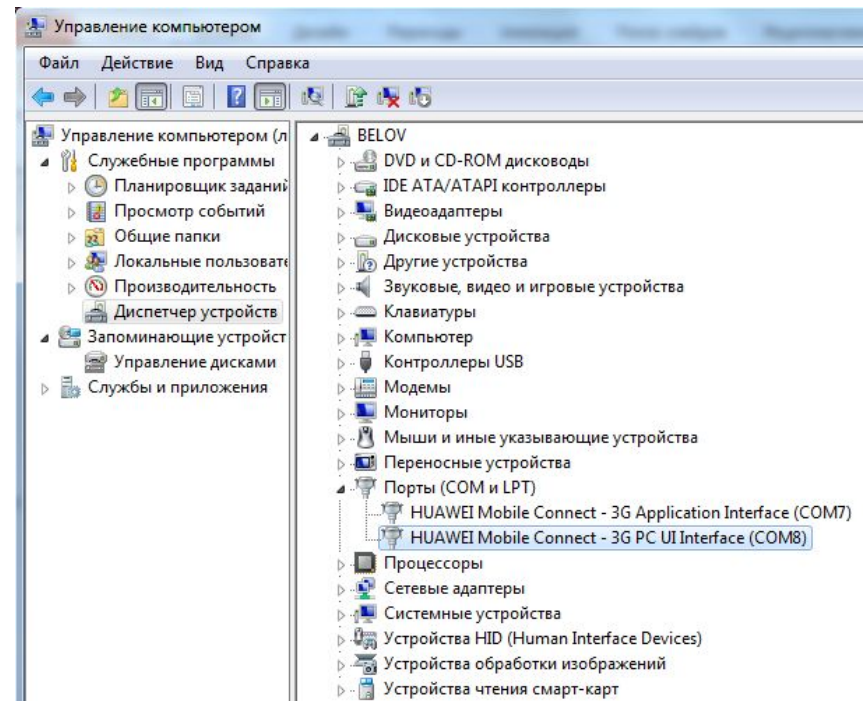 Управление компьютером
Файл Действие Вид Справка
Управление компьютером (л
Служебные программы
Планировщик заданий
Просмотр событий
Общие папки
Локальные пользовате
Производительность
Диспетчер устройств
Запоминающие устройст
Управление дисками
Службы и приложения
BELOV
DVD и CD-ROM дисководы
IDE ATA/ATAPI контроллеры
Видеоадаптеры
Дисковые устройства
Другие устройства
Звуковые, видео и игровые устройства
Клавиатуры
Компьютер
Контроллеры USB
Модемы
Мониторы
Мыши и иные указывающие устройства
Переносные устройства
Порты (COM и LPT)
HUAWEI Mobile Connect - 3G Application Interface (COM7)
HUAWEI Mobile Connect - 3G PC UI Interface (COM8)
Процессоры
Сетевые адаптеры
Системные устройства
Устройства HID (Human Interface Devices)
Устройства обработки изображений
Устройства чтения смарт-карт